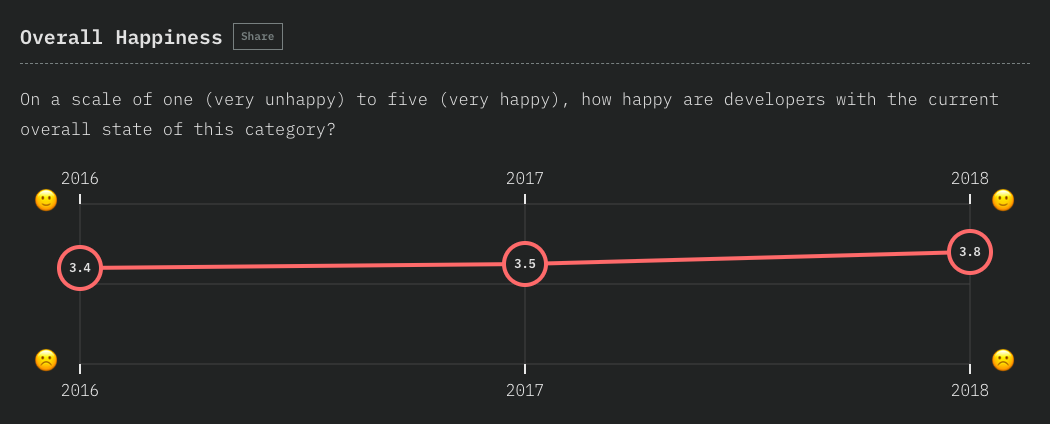 Overall Happiness Share
On a scale of one (very unhappy) to five (very happy), how happy are developers with the current
overall state of this category?
2016 2017 2018
3.4 3.5 3.8
2016 2017 2018